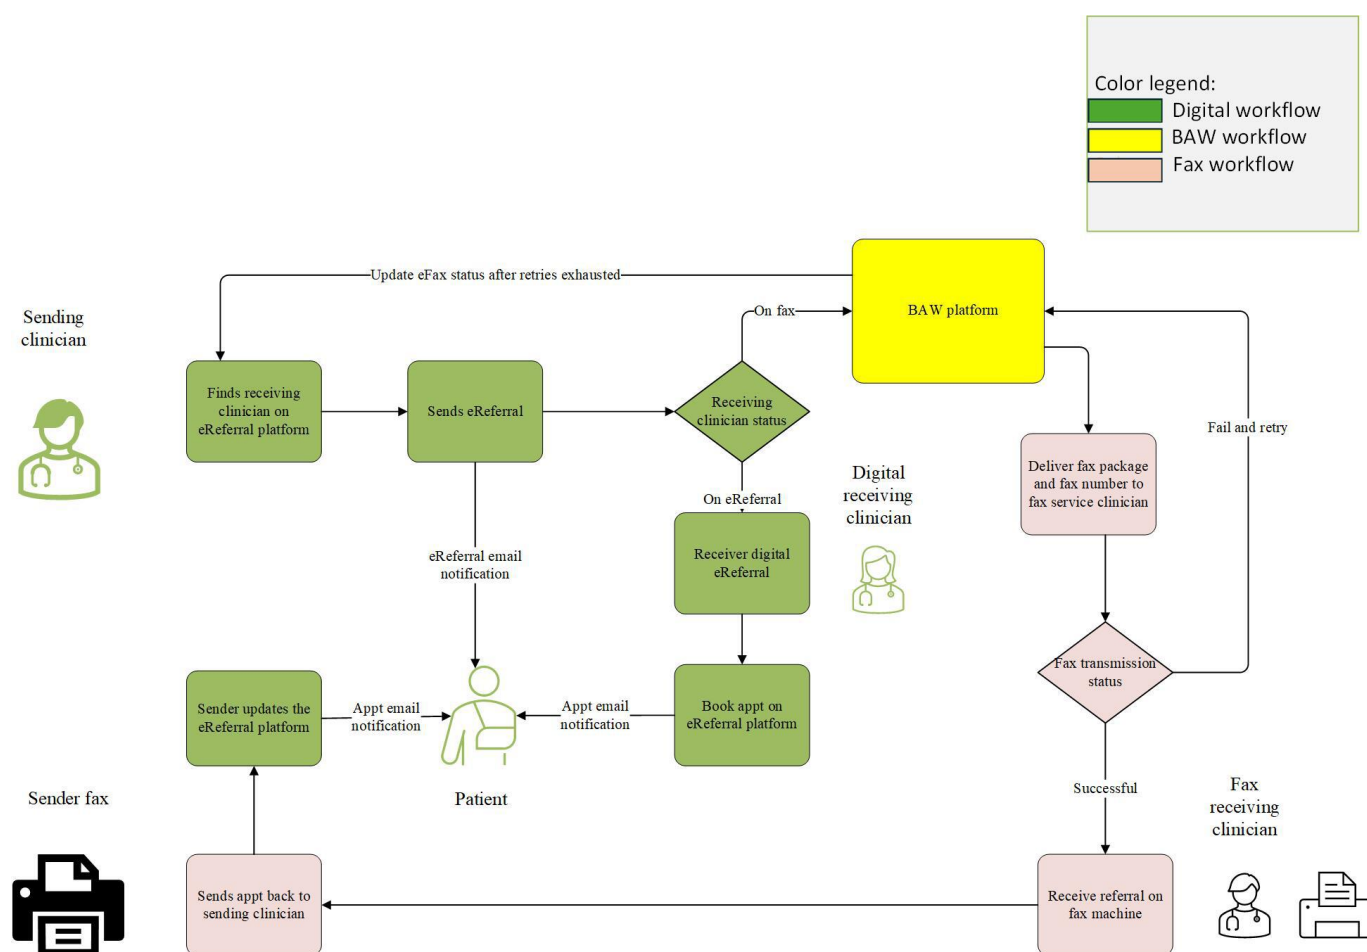 Color legend:
Digital workflow
BAW workflow
Fax workflow
Update eFax status after retries exhausted
On fax
BAW platform
Sending
clinician
Finds receiving
clinician on
eReferral platform
Sends eReferral
Receiving
clinician status
Fail and retry
Deliver fax package
and fax number to
fax service clinician
Digital
receiving
clinician
On eReferral
eReferral email
notification
Receiver digital
eReferral
Fax transmission
status
Sender updates the
eReferral platform
Appt email
notification
Appt email
notification
Book appt on
eReferral platform
Sender fax
Patient
Successful
Fax
receiving
clinician
Sends appt back to
sending clinician
Receive referral on
fax machine